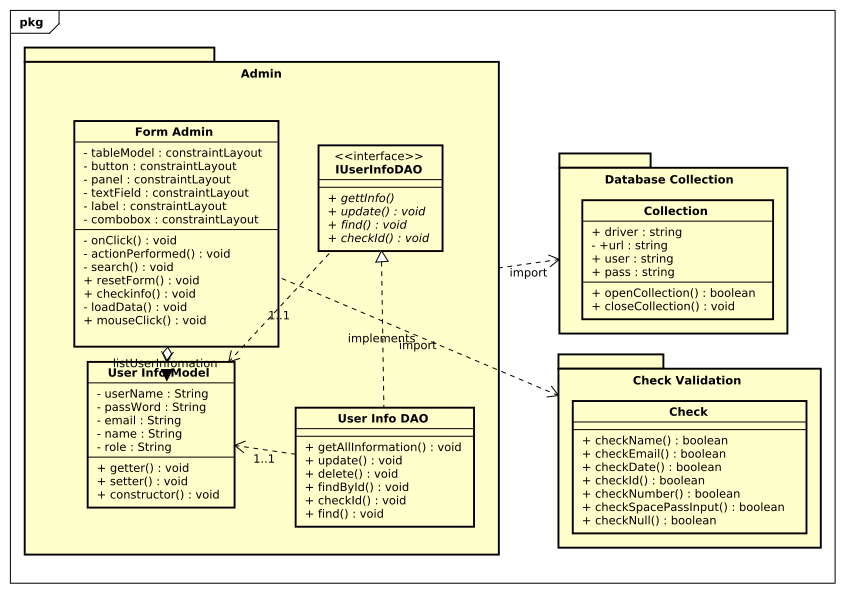 pkg
Admin
Form Admin
- tableModel : constraintLayout
- button : constraintLayout
- panel : constraintLayout
- textField : constraintLayout
- label : constraintLayout
- combobox : constraintLayout
- onClick() : void
- actionPerformed() : void
- search() : void
+ resetForm() : void
+ checkinfo() : void
- loadData() : void
+ mouseClick() : void
<<interface>>
IUserInfoDAO
+ gettInfo()
+ update() : void
+ find() : void
+ checkId() : void
1..1
implements
import
import
listUserInfomation
User Info Model
- userName : String
- passWord : String
- email : String
- name : String
- role : String
+ getter() : void
+ setter() : void
+ constructor() : void
1..1
User Info DAO
+ getAllInformation() : void
+ update() : void
+ delete() : void
+ findById() : void
+ checkId() : void
+ find() : void
Database Collection
Collection
+ driver : string
- +url : string
+ user : string
+ pass : string
+ openCollection() : boolean
+ closeCollection() : void
Check Validation
Check
+ checkName() : boolean
+ checkEmail() : boolean
+ checkDate() : boolean
+ checkId() : boolean
+ checkNumber() : boolean
+ checkSpacePassInput() : boolean
+ checkNull() : boolean